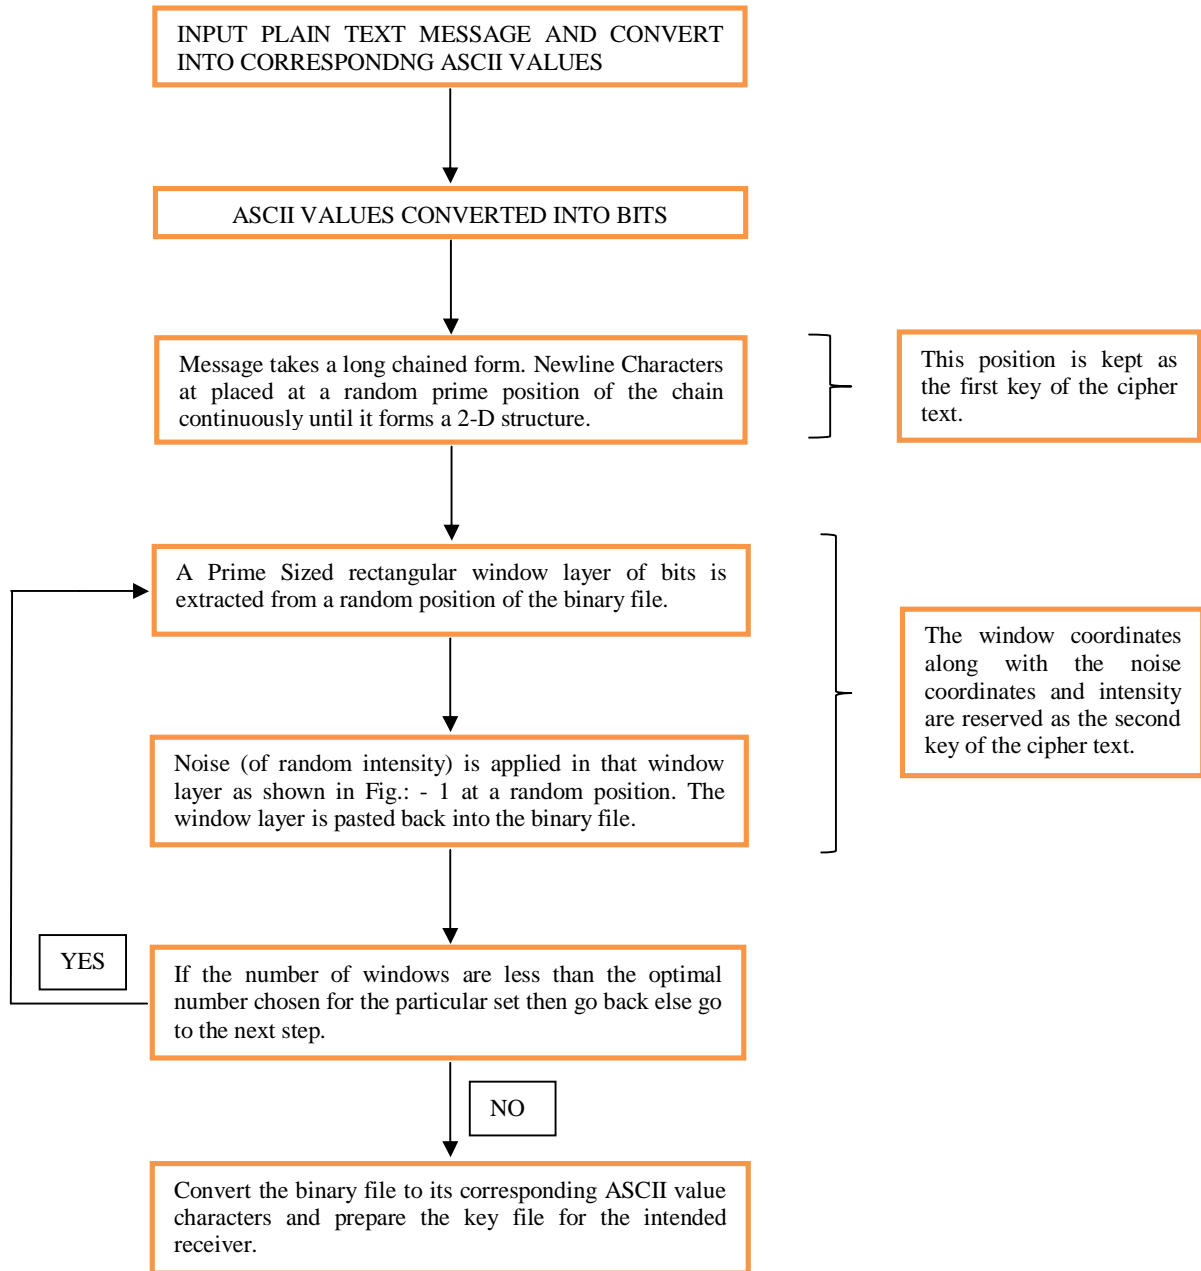 INPUT PLAIN TEXT MESSAGE AND CONVERT
INTO CORRESPONDNG ASCII VALUES
ASCII VALUES CONVERTED INTO BITS
Message takes a long chained form. Newline Characters
at placed at a random prime position of the chain
continuously until it forms a 2-D structure.
This position is kept as
the first key of the cipher
text.
A Prime Sized rectangular window layer of bits is
extracted from a random position of the binary file.
The window coordinates
along with the noise
coordinates and intensity
are reserved as the second
key of the cipher text.
Noise (of random intensity) is applied in that window
layer as shown in Fig.: - 1 at a random position. The
window layer is pasted back into the binary file.
YES
If the number of windows are less than the optimal
number chosen for the particular set then go back else go
to the next step.
NO
Convert the binary file to its corresponding ASCII value
characters and prepare the key file for the intended
receiver.